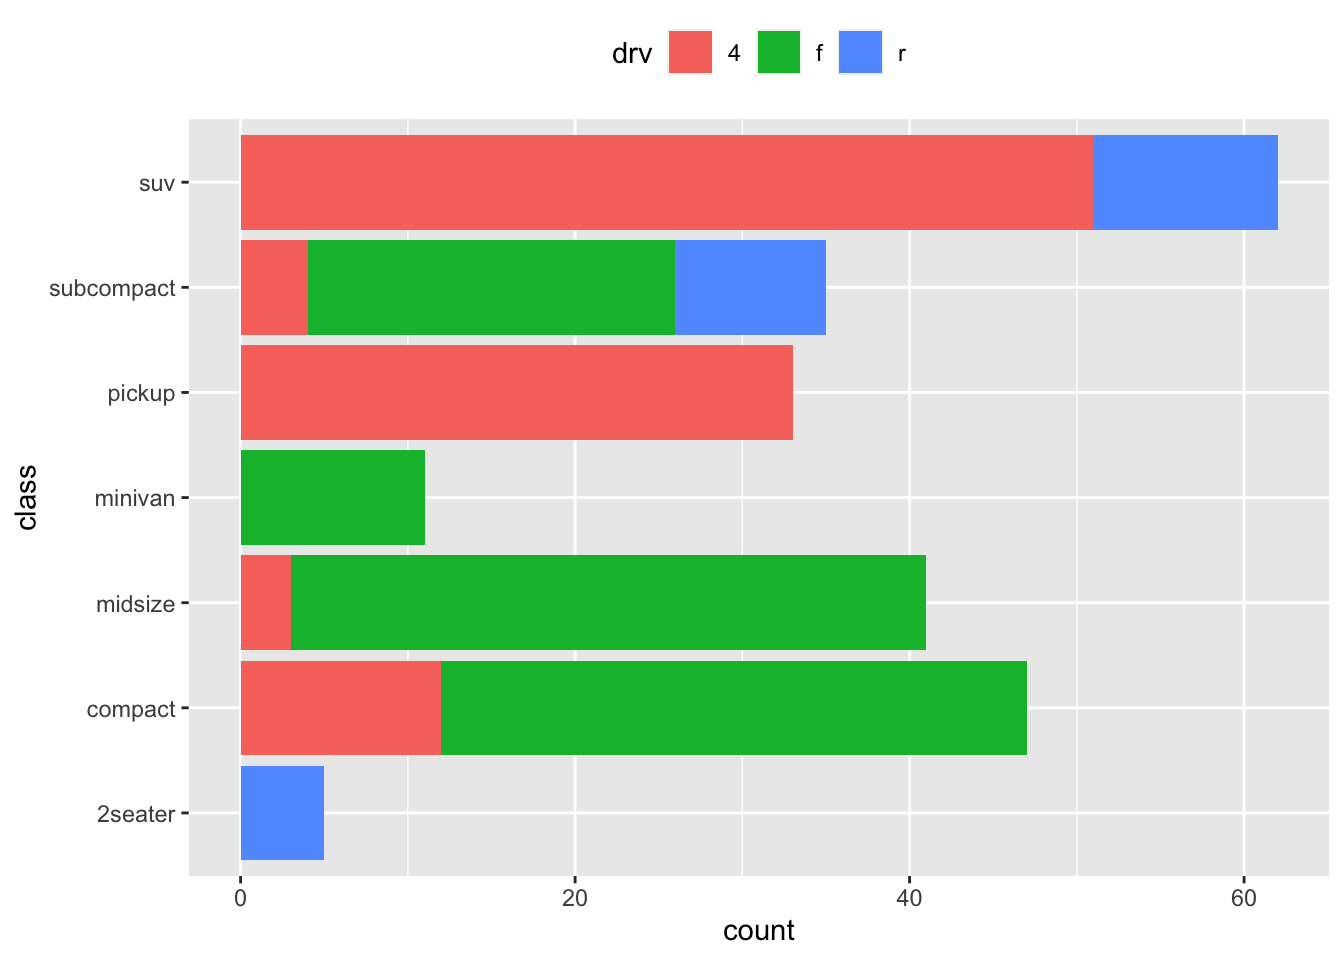 drv 4 f r
suv
subcompact
pickup
minivan
midsize
compact
2seater
class
0 20 40 60
count